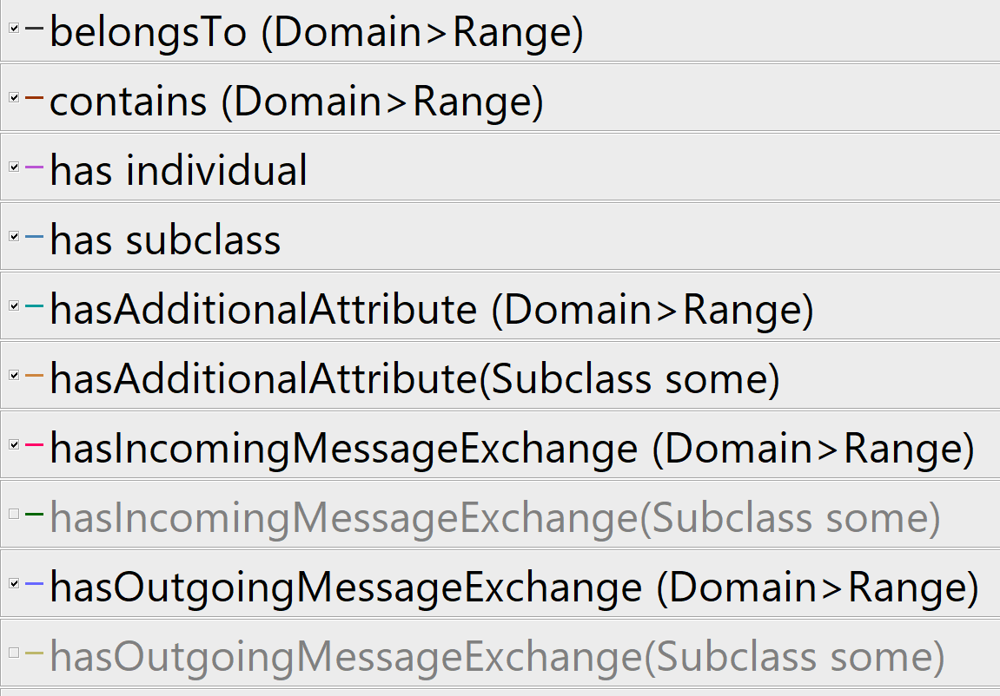 belongsTo (Domain>Range)
contains (Domain>Range)
has individual
has subclass
hasAdditionalAttribute (Domain>Range)
hasAdditionalAttribute(Subclass some)
hasIncomingMessageExchange (Domain>Range)
hasIncomingMessageExchange(Subclass some)
hasOutgoingMessageExchange (Domain>Range)
hasOutgoingMessageExchange(Subclass some)